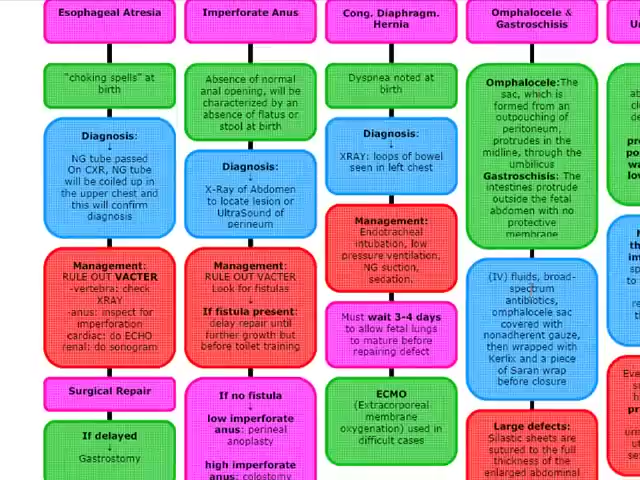 Esophageal Atresia
"choking spells" at
birth
Diagnosis:
↓
NG tube passed
On CXR, NG tube
will be coiled up in
the upper chest and
this will confirm
diagnosis
Management:
RULE OUT VACTER
-vertebra: check
XRAY
-anus: inspect for
imperforation
cardiac: do ECHO
renal: do sonogram
Surgical Repair
If delayed
↓
Gastrostomy
Imperforate Anus
Absence of normal
anal opening, will be
characterized by an
absence of flatus or
stool at birth
Diagnosis:
↓
X-Ray of Abdomen
to locate lesion or
UltraSound of
perineum
Management:
RULE OUT VACTER
Look for fistulas
↓
If fistula present:
delay repair until
further growth but
before toilet training
If no fistula
↓
low imperforate
anus: perineal
anoplasty
high imperforate
anus: colostomy
Cong. Diaphragm.
Hernia
Dyspnea noted at
birth
Diagnosis:
↓
XRAY: loops of bowel
seen in left chest
Management:
Endotracheal
intubation, low
pressure ventilation,
NG suction,
sedation.
Must wait 3-4 days
to allow fetal lungs
to mature before
repairing defect
ECMO
(Extracorporeal
membrane
oxygenation) used in
difficult cases
Omphalocele &
Gastroschisis
Omphalocele:The
sac, which is
formed from an
outpouching of
peritoneum,
protrudes in the
midline, through the
umbilicus
Gastroschisis: The
intestines protrude
outside the fetal
abdomen with no
protective
membrane
(IV) fluids, broad-
spectrum
antibiotics,
omphalocele sac
covered with
nonadherent gauze,
then wrapped with
Kerlix and a piece
of Saran wrap
before closure
Large defects:
Silastic sheets are
sutured to the full
thickness of the
enlarged abdominal